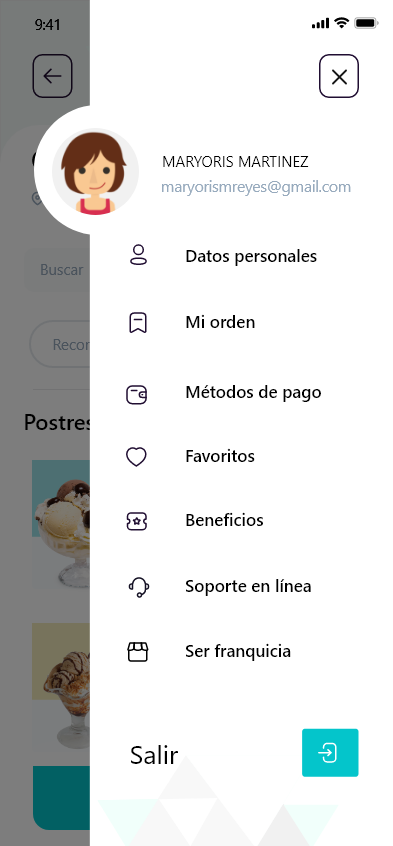 9:41
MARYORIS MARTINEZ
maryorismreyes@gmail.com
Buscar
Datos personales
Mi orden
Recor
Métodos de pago
Postres
Favoritos
Beneficios
Soporte en línea
Ser franquicia
Salir